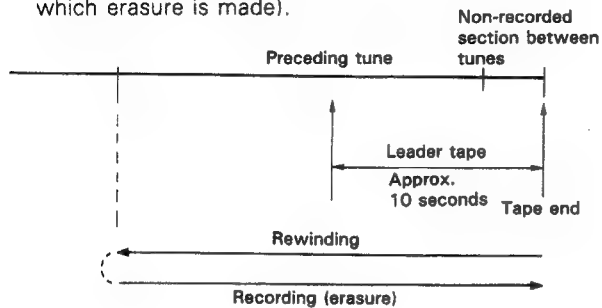 which erasure is made).
Non-recorded
section between
tunes
Preceding tune
Leader tape
Approx.
10 seconds
Tape end
Rewinding
Recording (erasure)